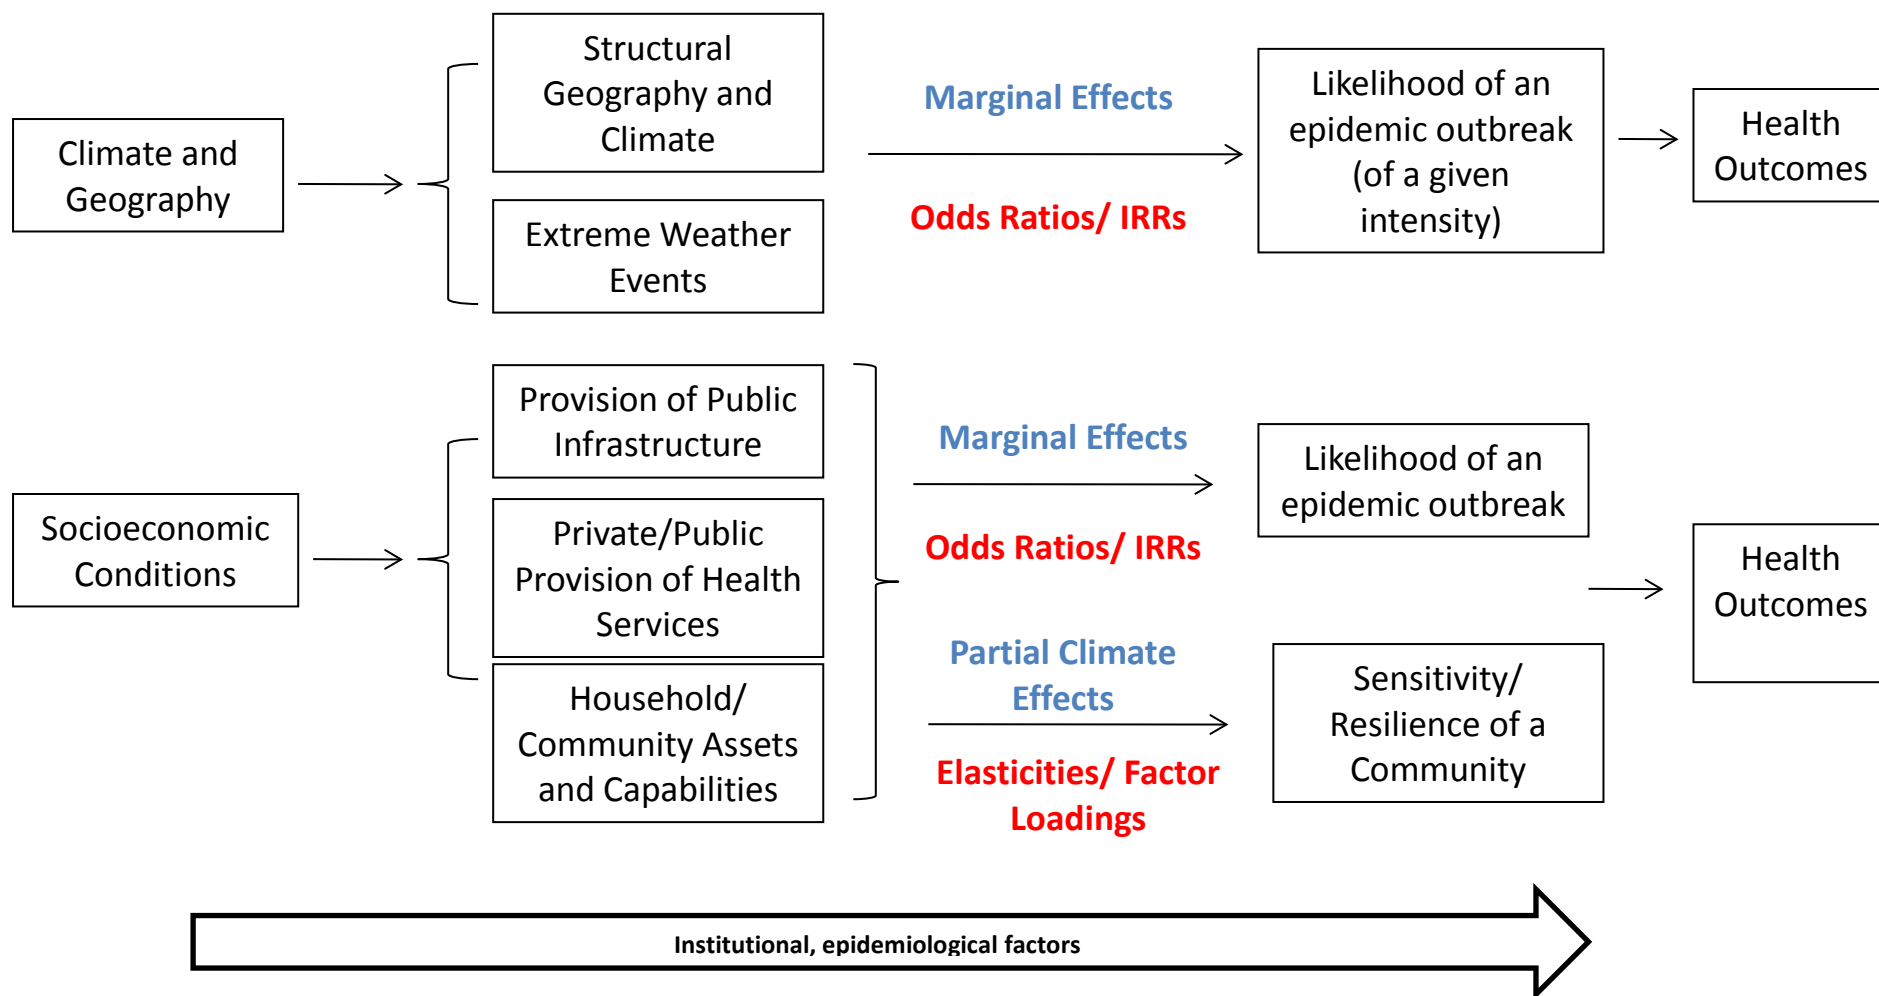 Climate and
Geography
Structural
Geography and
Climate
Extreme Weather
Events
Marginal Effects
Odds Ratios/ IRRs
Likelihood of an
epidemic outbreak
(of a given
intensity)
Health
Outcomes
Socioeconomic
Conditions
Provision of Public
Infrastructure
Private/Public
Provision of Health
Services
Household/
Community Assets
and Capabilities
Marginal Effects
Odds Ratios/ IRRs
Partial Climate
Effects
Elasticities/ Factor
Loadings
Likelihood of an
epidemic outbreak
Sensitivity/
Resilience of a
Community
Health
Outcomes
Institutional, epidemiological factors